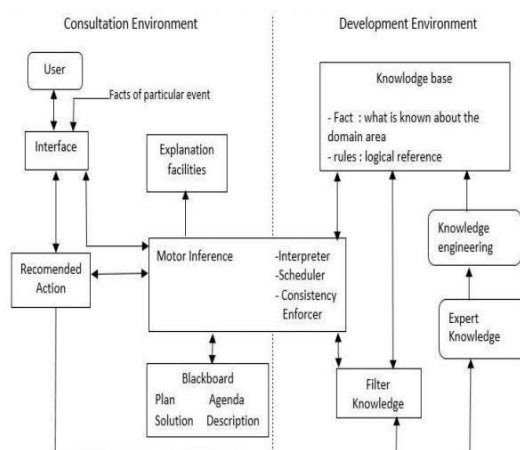 Consultation Environment
Development Environment
User
Facts of particular event
Interface
Explanation
facilities
Knowlodge base
- Fact : what is known about the
domain area
- rules : logical reference
Recomended
Action
Motor Inference
-Interpreter
-Scheduler
- Consistency
Enforcer
Knowledge
engineering
Expert
Knowledge
Blackboard
Plan Agenda
Solution Description
Filter
Knowledge